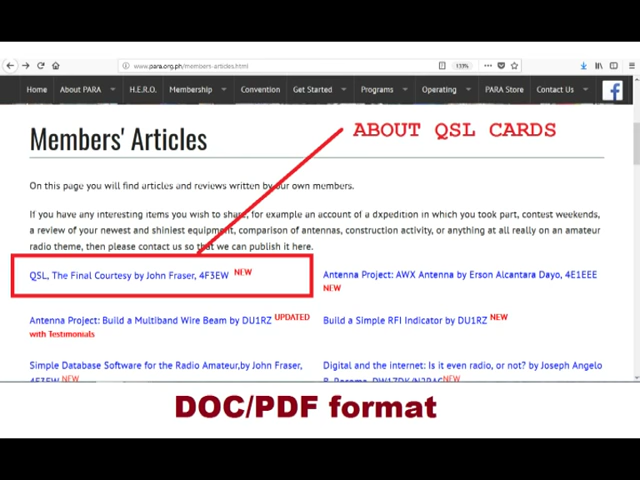 www.para.org.ph/members-articles.html
133%
Home About PARA H.E.R.O. Membership Convention Get Started Programs Operating PARA Store Contact Us f
Members' Articles
ABOUT QSL CARDS
On this page you will find articles and reviews written by our own members.
If you have any interesting items you wish to share, for example an account of a dxpedition in which you took part, contest weekends,
a review of your newest and shiniest equipment, comparison of antennas, construction activity, or anything at all really on an amateur
radio theme, then please contact us so that we can publish it here.
QSL, The Final Courtesy by John Fraser, 4F3EW NEW
Antenna Project: AWX Antenna by Erson Alcantara Dayo, 4E1EEE
NEW
Antenna Project: Build a Multiband Wire Beam by DU1RZ UPDATED
with Testimonials
Build a Simple RFI Indicator by DU1RZ NEW
Simple Database Software for the Radio Amateur,by John Fraser,
4F3EW NEW
Digital and the internet: Is it even radio, or not? by Joseph Angelo
NEW
DOC/PDF format